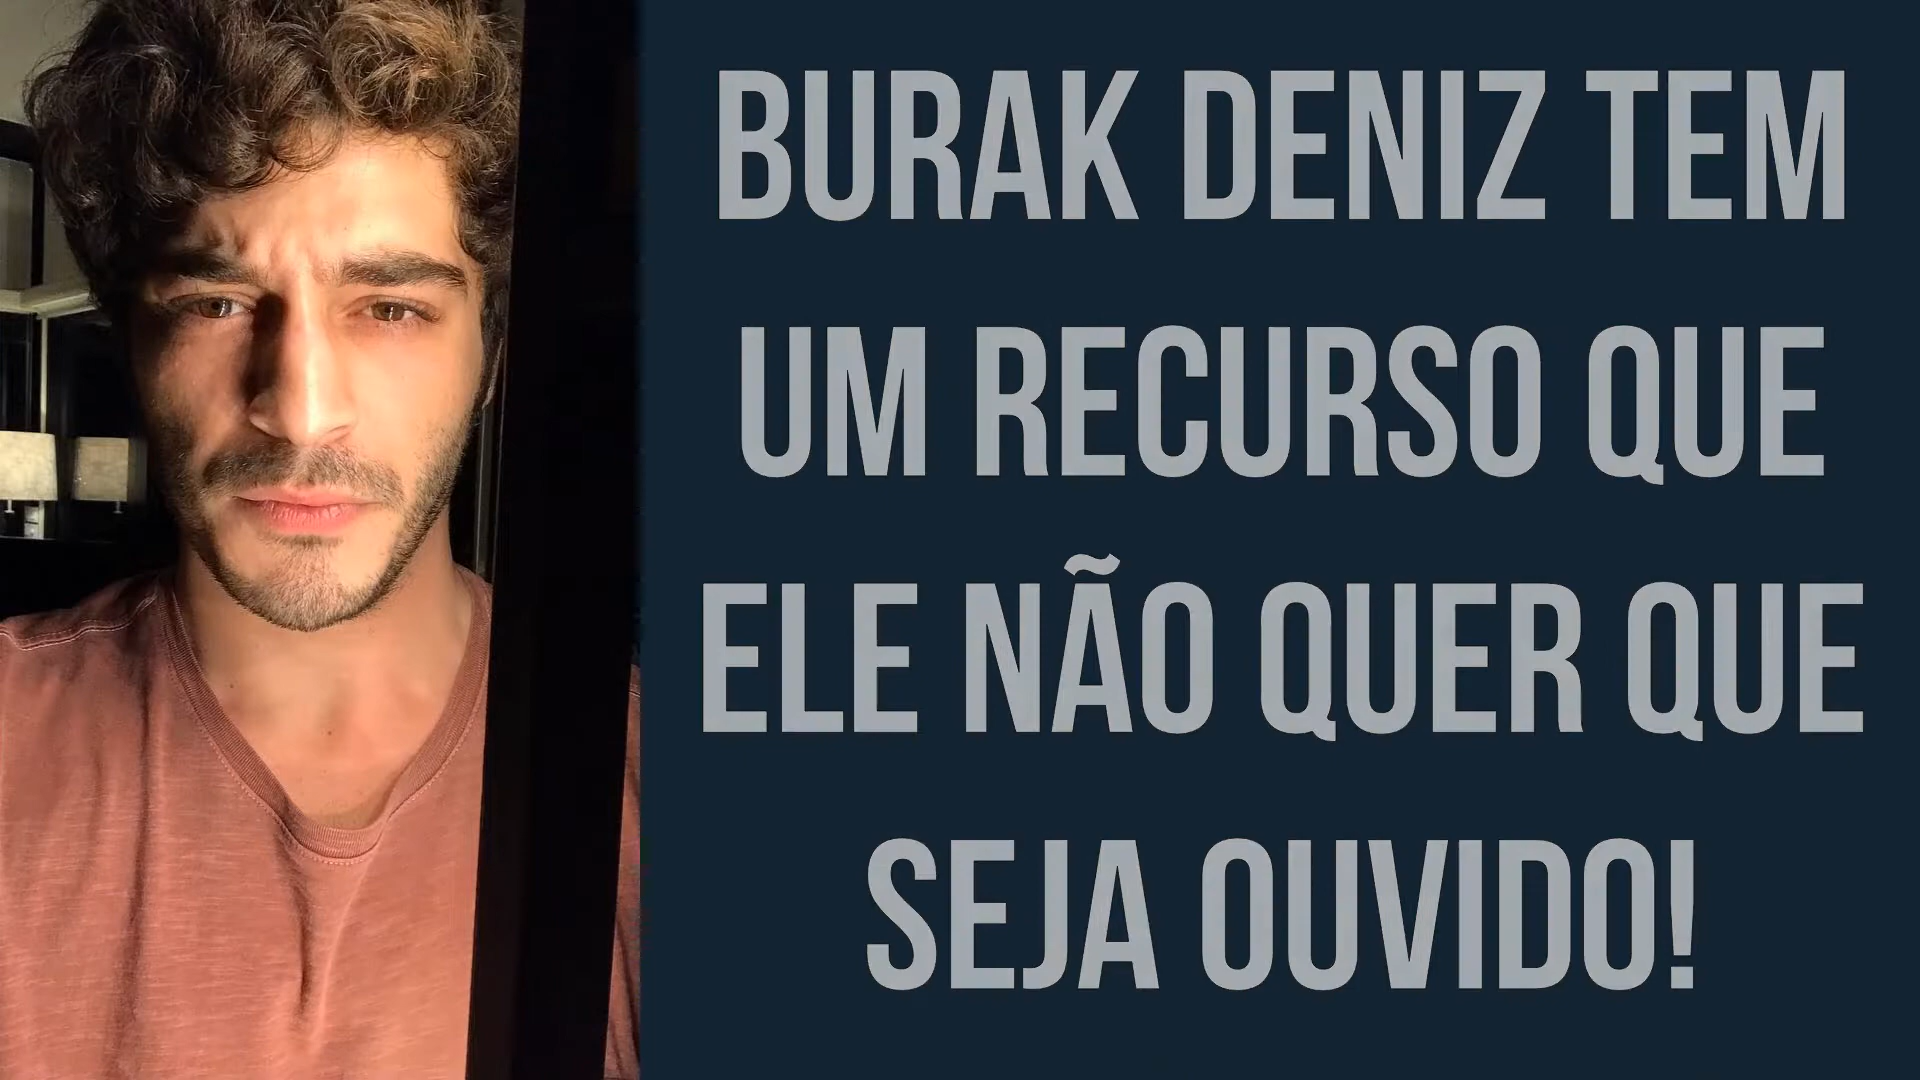 BURAK DENIZ TEM
UM RECURSO QUE
ELE NÃO QUER QUE
SEJA OUVIDO!